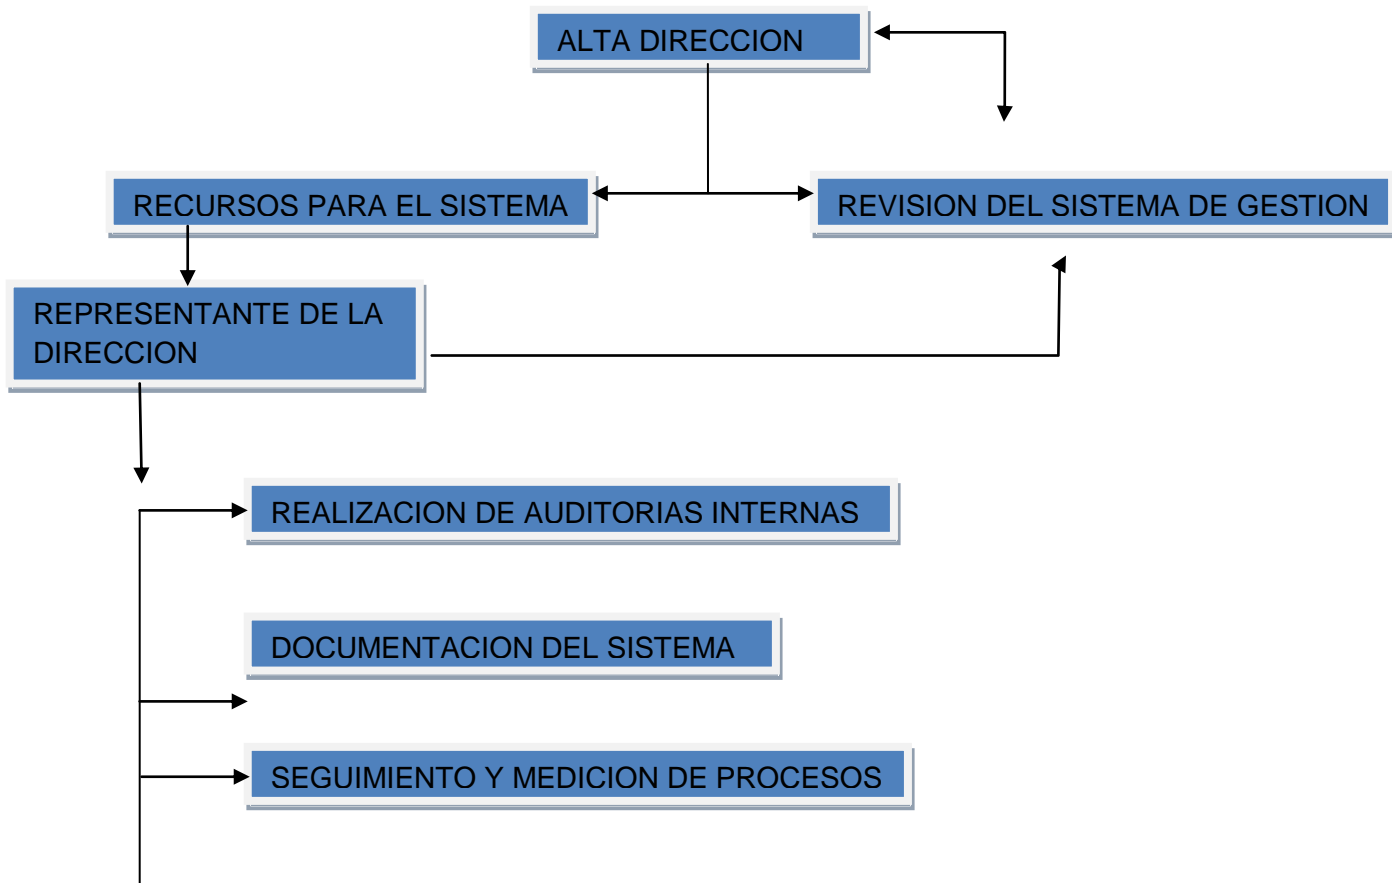 ALTA DIRECCION
RECURSOS PARA EL SISTEMA
REVISION DEL SISTEMA DE GESTION
REPRESENTANTE DE LA
DIRECCION
REALIZACION DE AUDITORIAS INTERNAS
DOCUMENTACION DEL SISTEMA
SEGUIMIENTO Y MEDICION DE PROCESOS